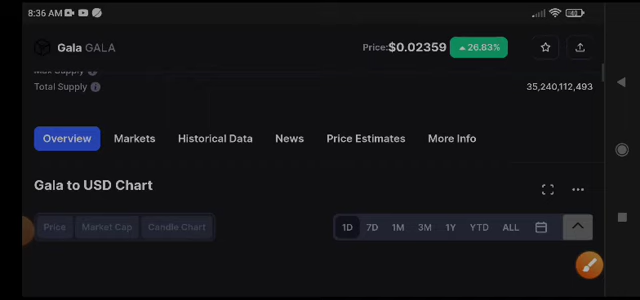 8:36 AM
Gala GALA Price:$0.02359 26.83%
Max Supply
Total Supply 35,240,112,493
Overview Markets Historical Data News Price Estimates More Info
Gala to USD Chart
Price Market Cap Candle Chart 1D 7D 1M 3M 1Y YTD ALL